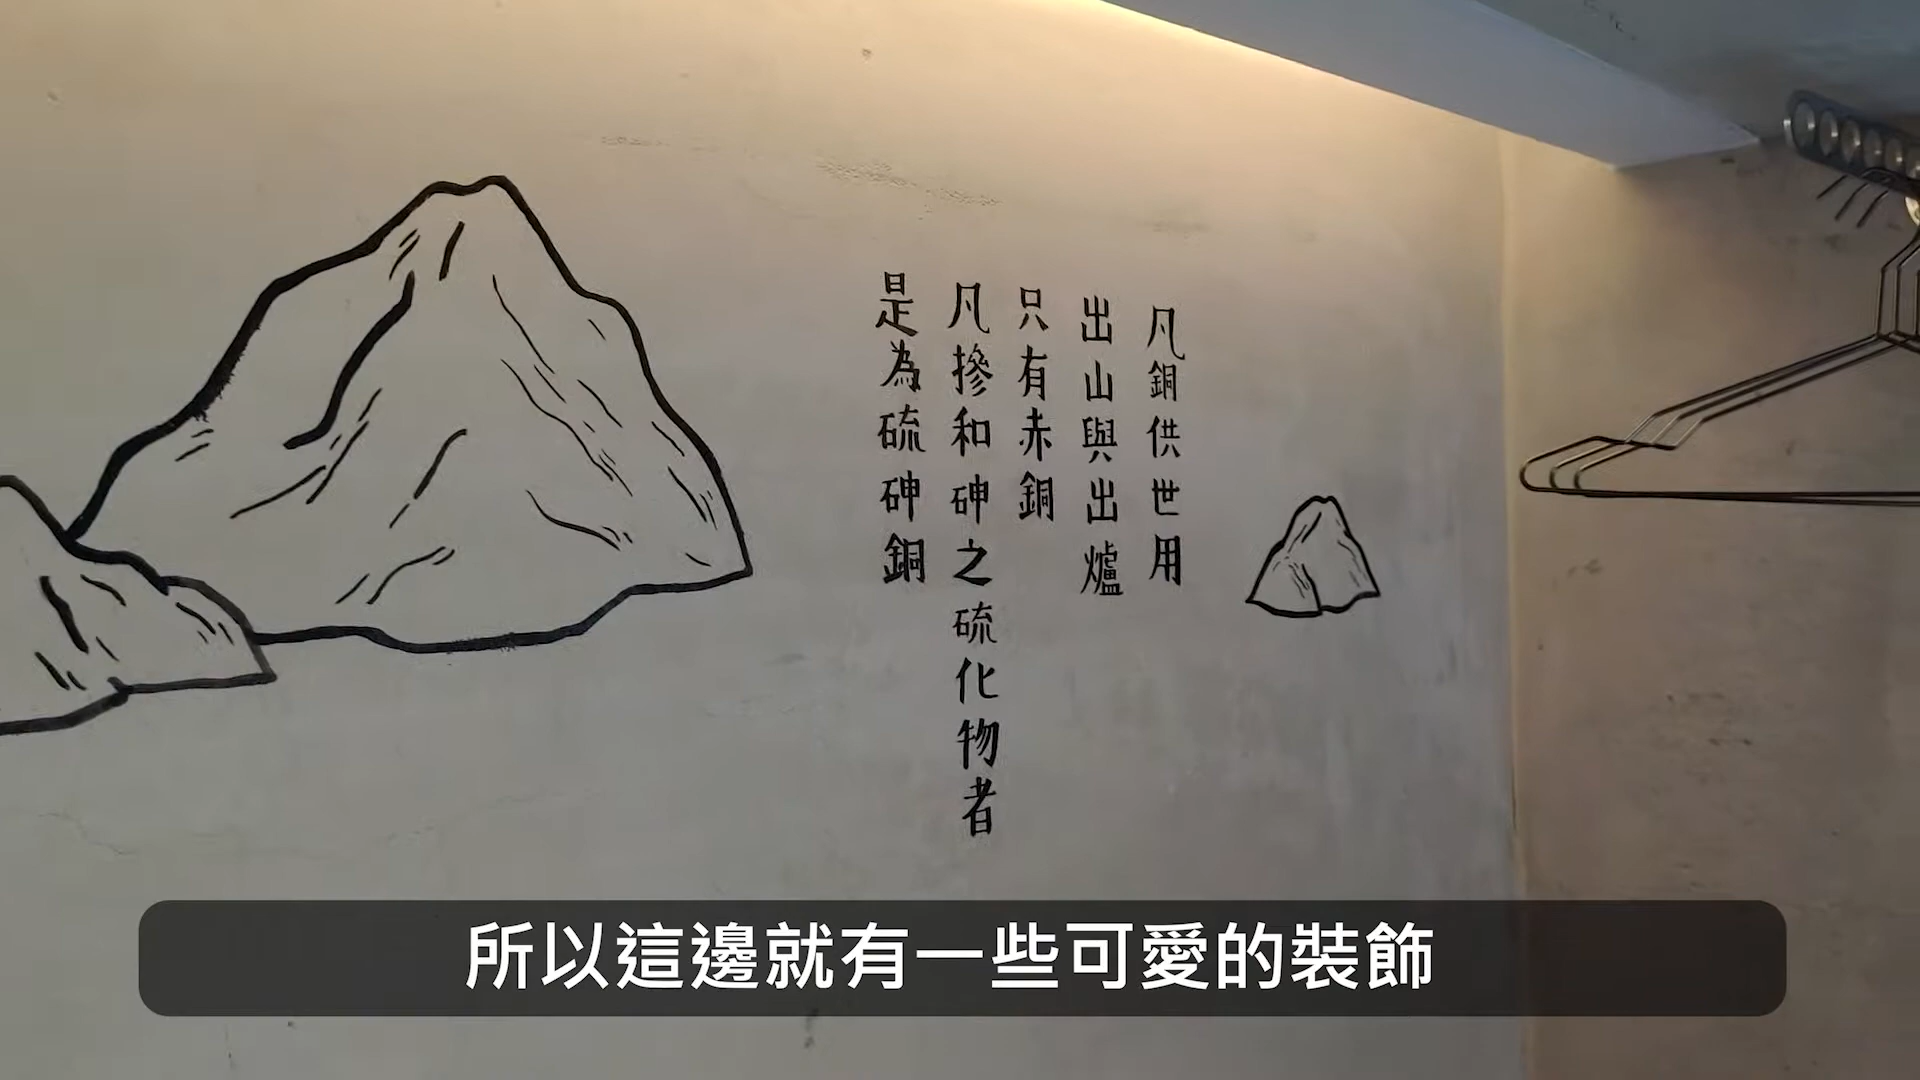 凡銅供世用
出山與出爐
只有赤銅
凡摻和砷之硫化物者
是為硫砷銅
所以這邊就有一些可愛的裝飾